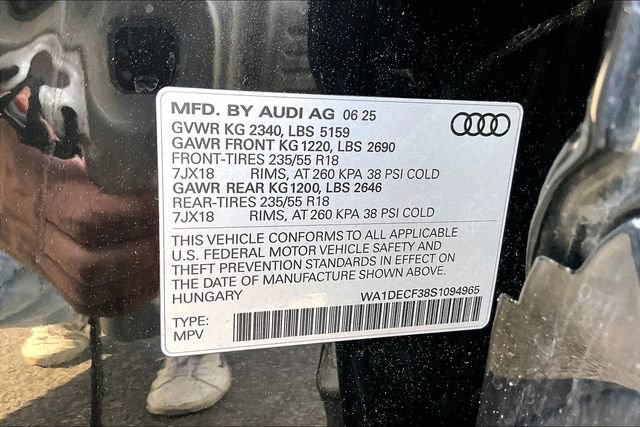 MFD. BY AUDI AG 06 25
GVWR KG 2340, LBS 5159
GAWR FRONT KG 1220, LBS 2690
FRONT-TIRES 235/55 R18
7JX18 RIMS, AT 260 KPA 38 PSI COLD
GAWR REAR KG 1200, LBS 2646
REAR-TIRES 235/55 R18
7JX18 RIMS, AT 260 KPA 38 PSI COLD
THIS VEHICLE CONFORMS TO ALL APPLICABLE
U.S. FEDERAL MOTOR VEHICLE SAFETY AND
THEFT PREVENTION STANDARDS IN EFFECT ON
THE DATE OF MANUFACTURE SHOWN ABOVE.
HUNGARY WA1DECF38S1094965
TYPE:
MPV